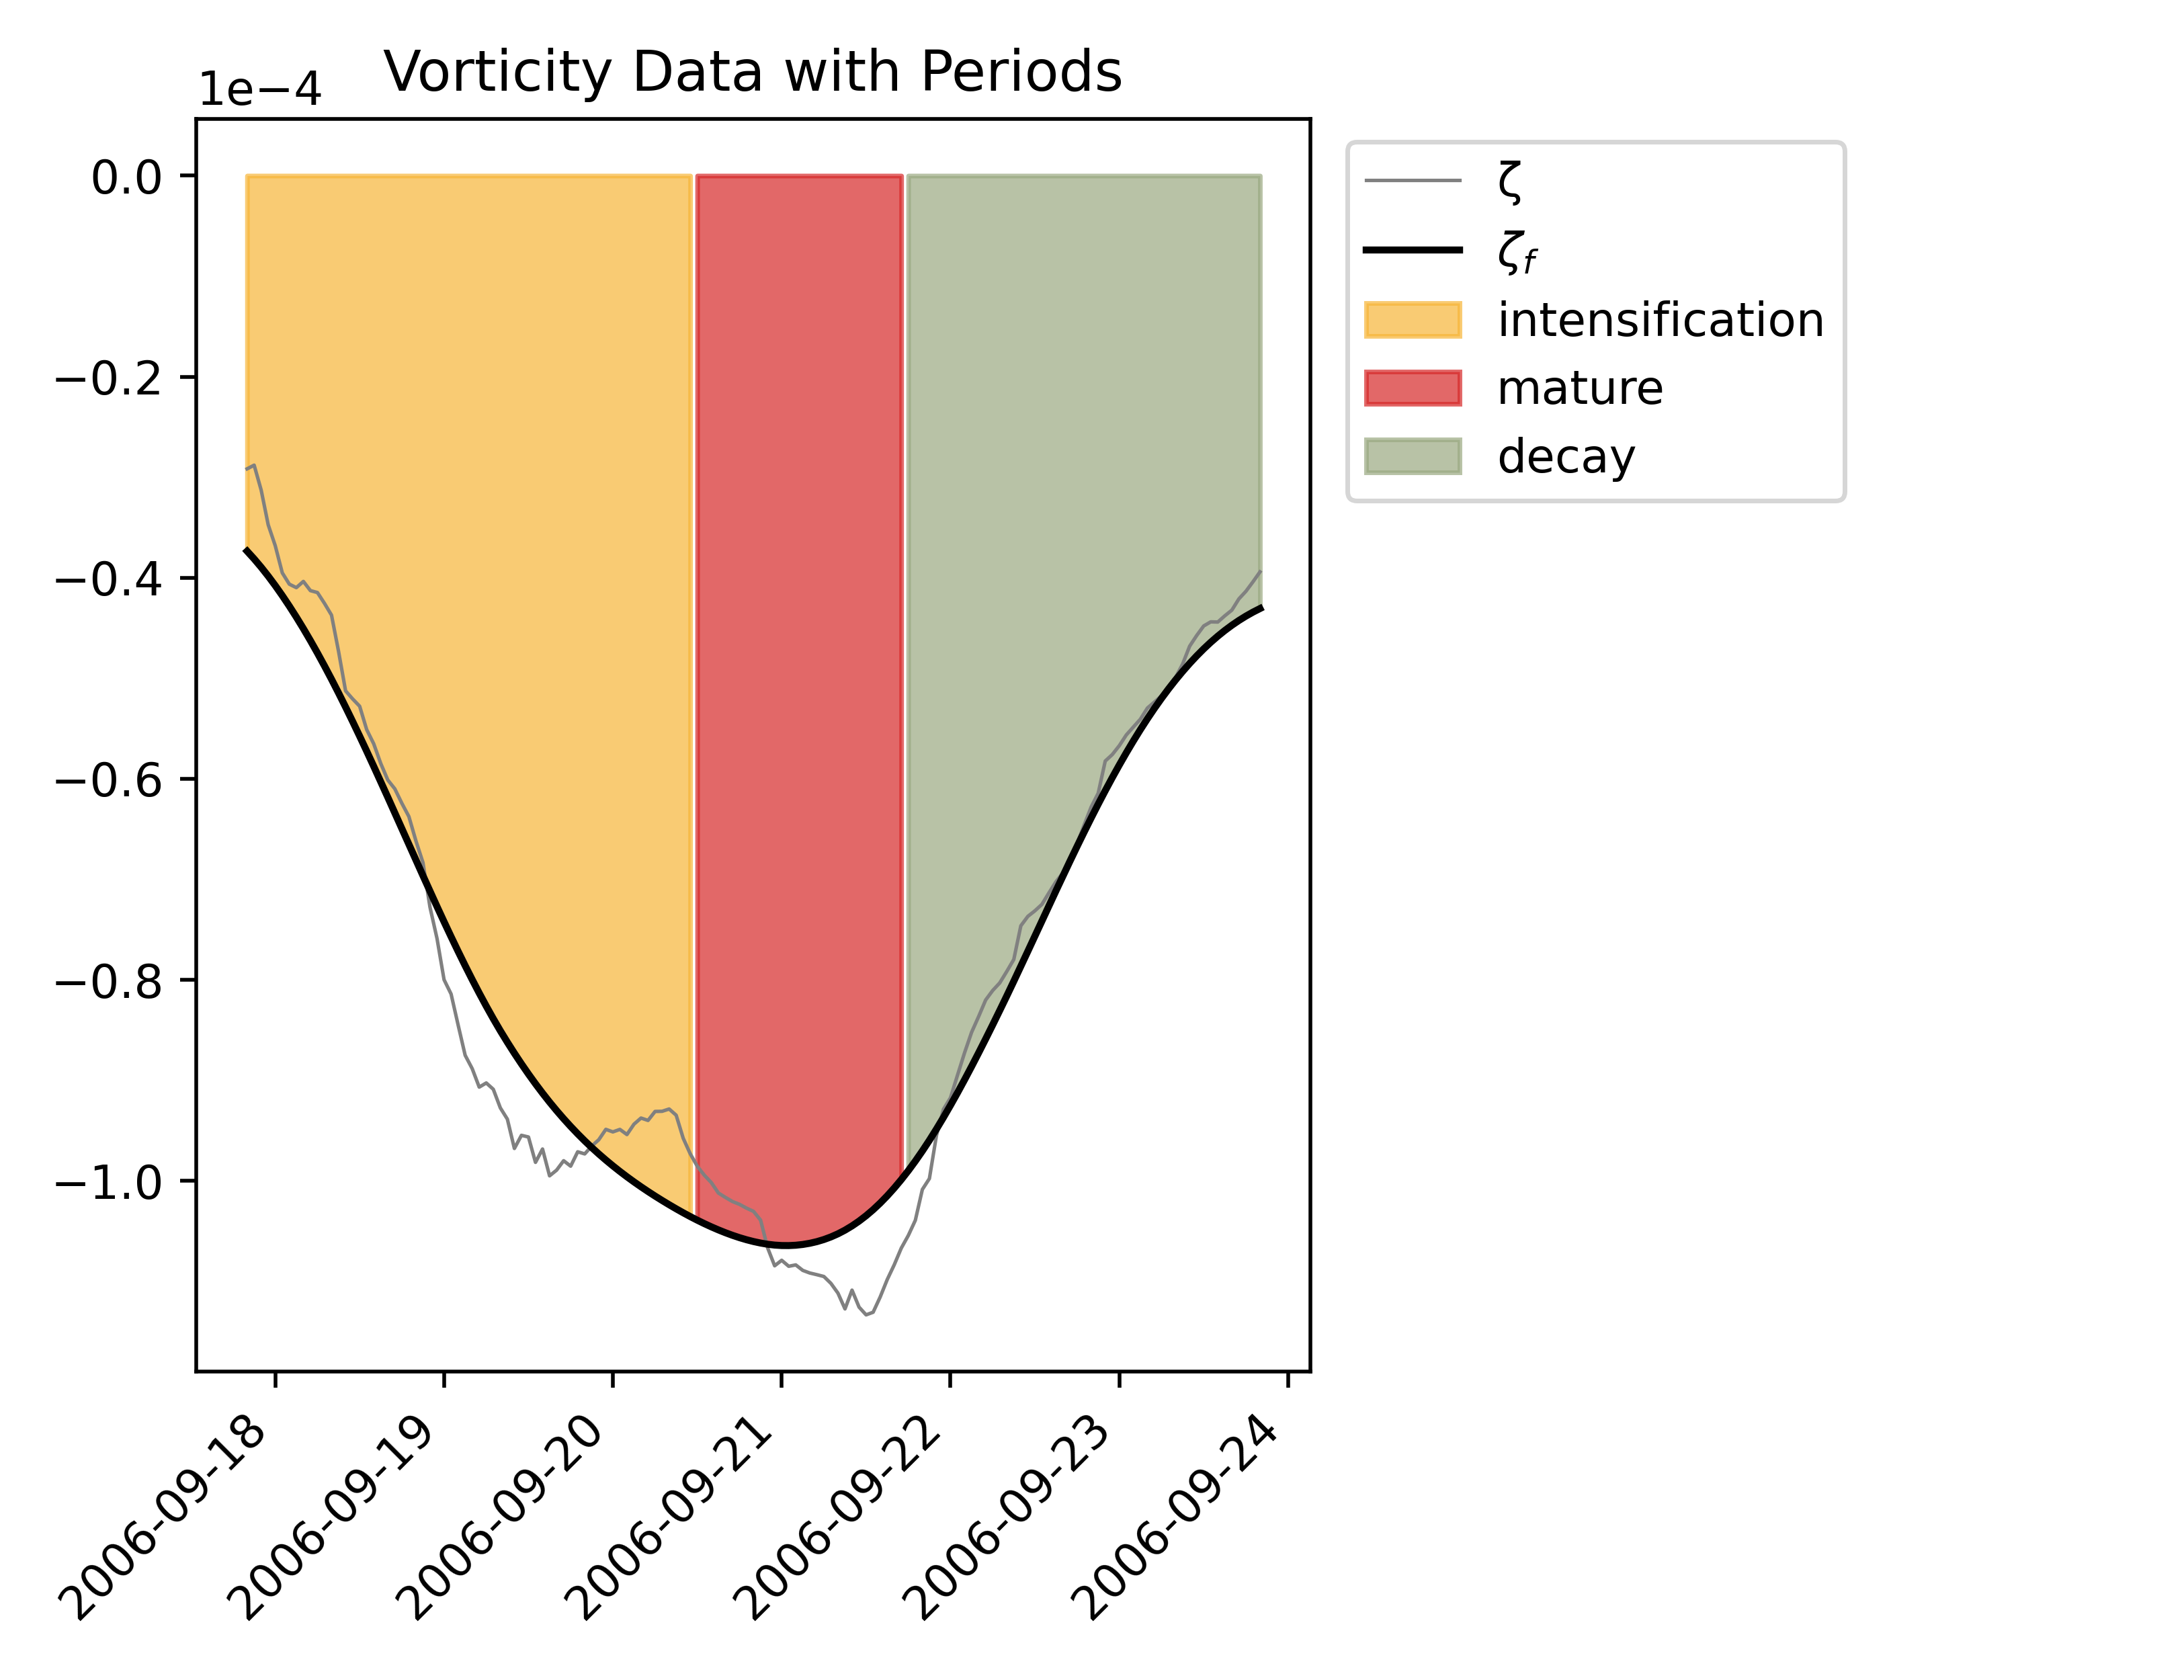 Vorticity Data with Periods
1e−4
0.0
−0.2
−0.4
−0.6
−0.8
−1.0
2006-09-18
2006-09-19
2006-09-20
2006-09-21
2006-09-22
2006-09-23
2006-09-24
ζ
ζf
intensification
mature
decay